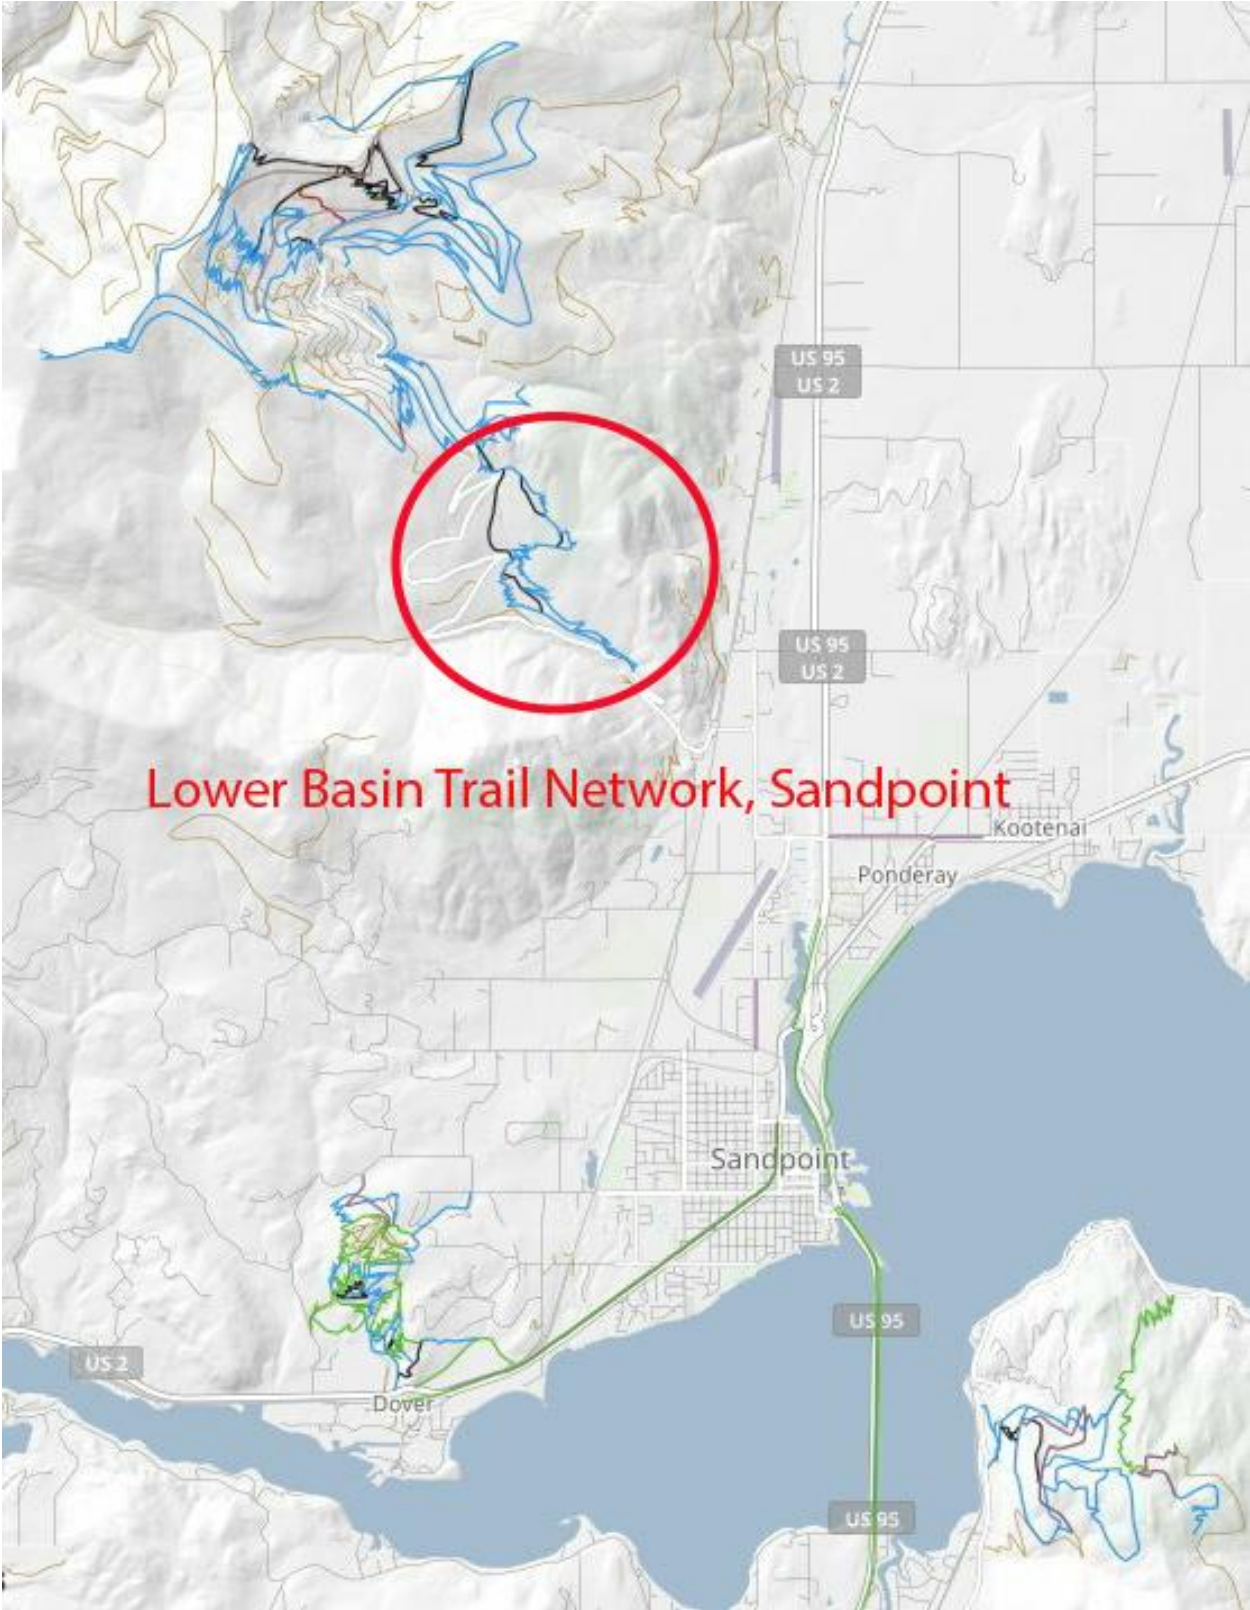 US 95
US 2
US 95
US 2
Lower Basin Trail Network, Sandpoint
Kootenai
Ponderay
Sandpoint
US 95
US 2
Dover
US 95